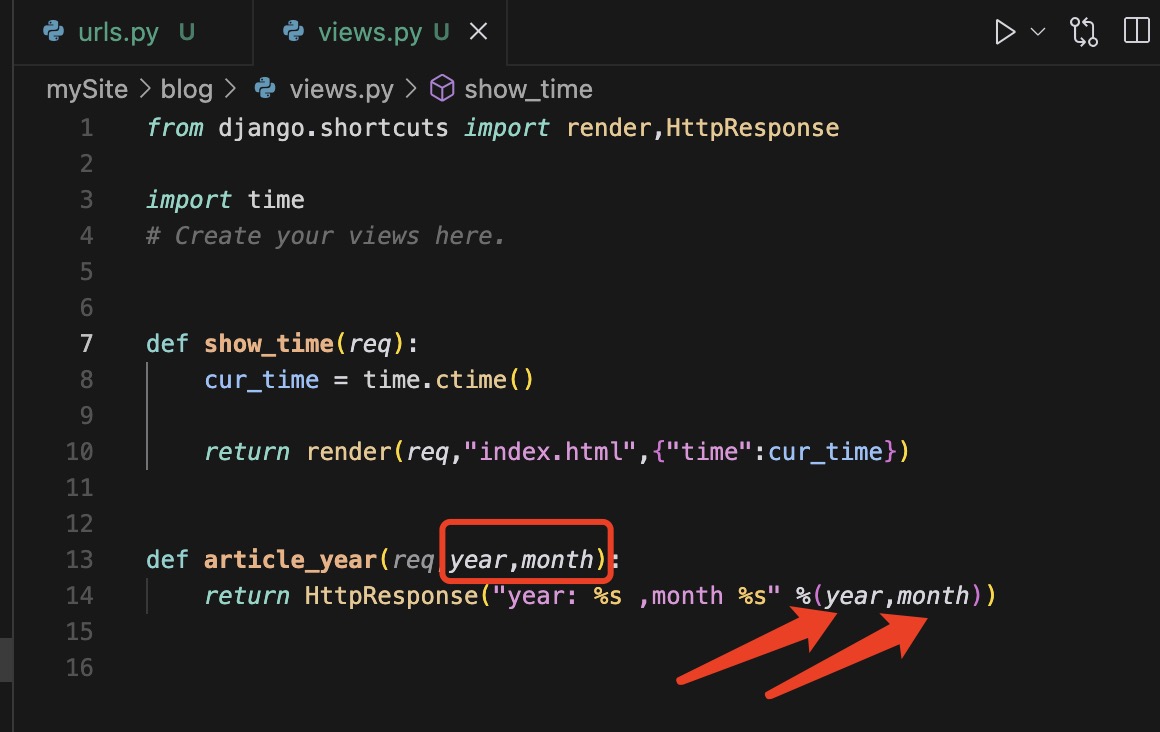 urls.py U views.py U
mySite > blog > views.py > show_time
1 from django.shortcuts import render,HttpResponse
2
3 import time
4 # Create your views here.
5
6
7 def show_time(req):
8 cur_time = time.ctime()
9
10 return render(req,"index.html",{"time":cur_time})
11
12
13 def article_year(req,year,month):
14 return HttpResponse("year: %s ,month %s" %(year,month))
15
16